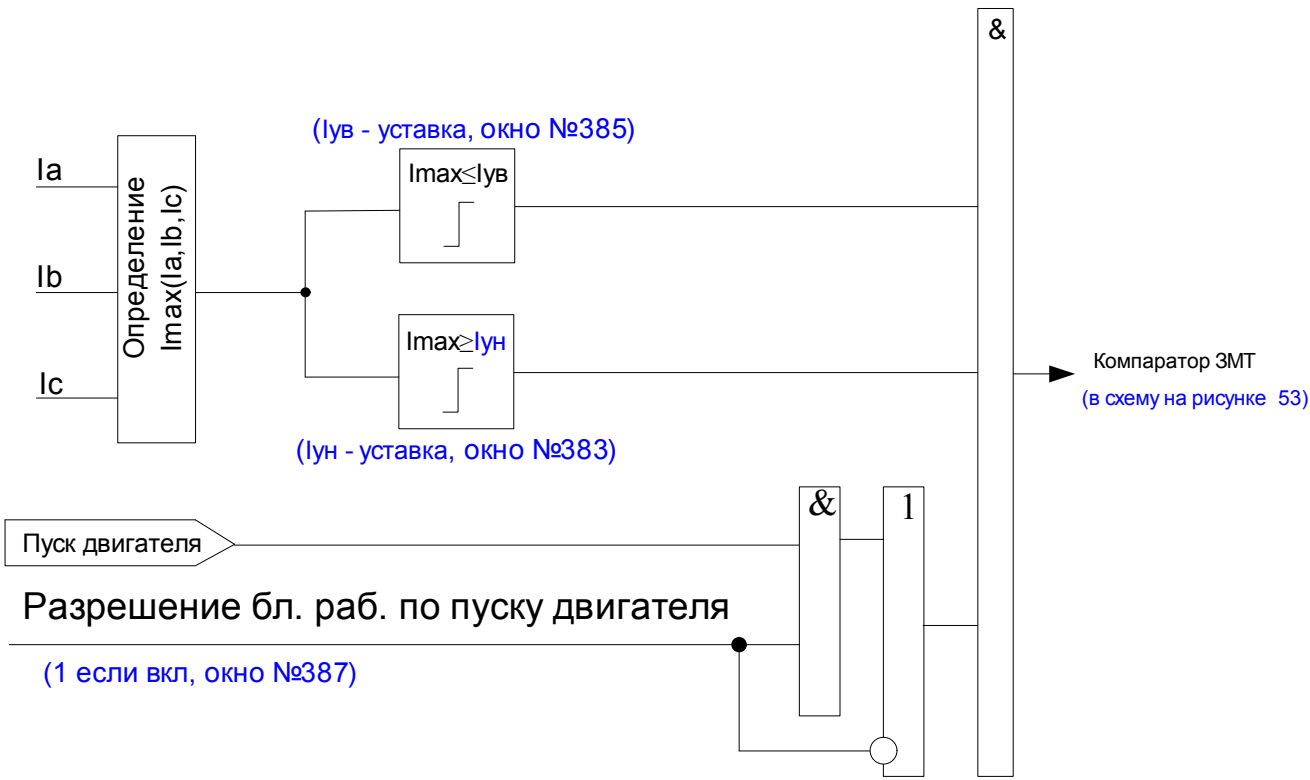 &
(Iув - уставка, окно №385)
Ia
Ib
Ic
Определение
Imax(Ia,Ib,Ic)
Imax≤Iув
Imax≥Iун
(Iун - уставка, окно №383)
Компаратор ЗМТ
(в схему на рисунке 53)
&
1
Пуск двигателя
Разрешение бл. раб. по пуску двигателя
(1 если вкл, окно №387)